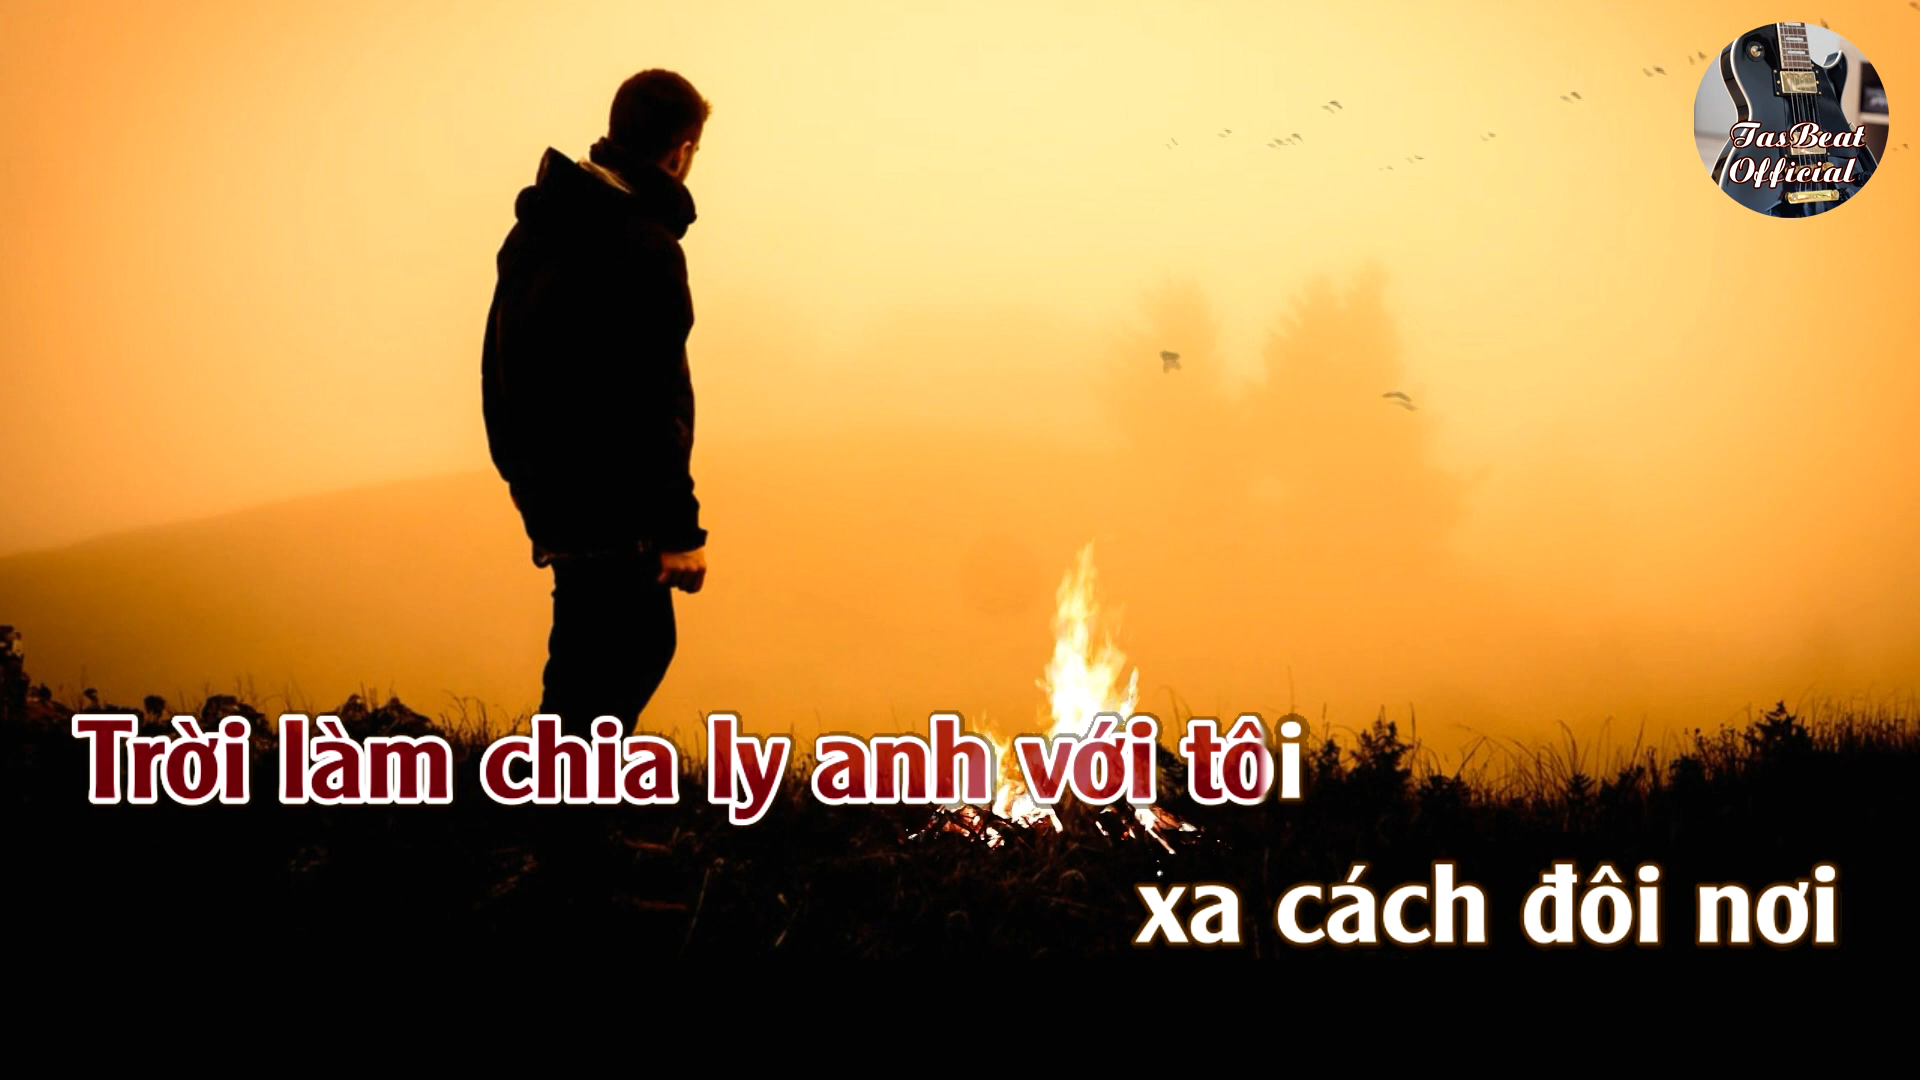 TasBeat
Official
Trời làm chia ly anh với tôi
xa cách đôi nơi